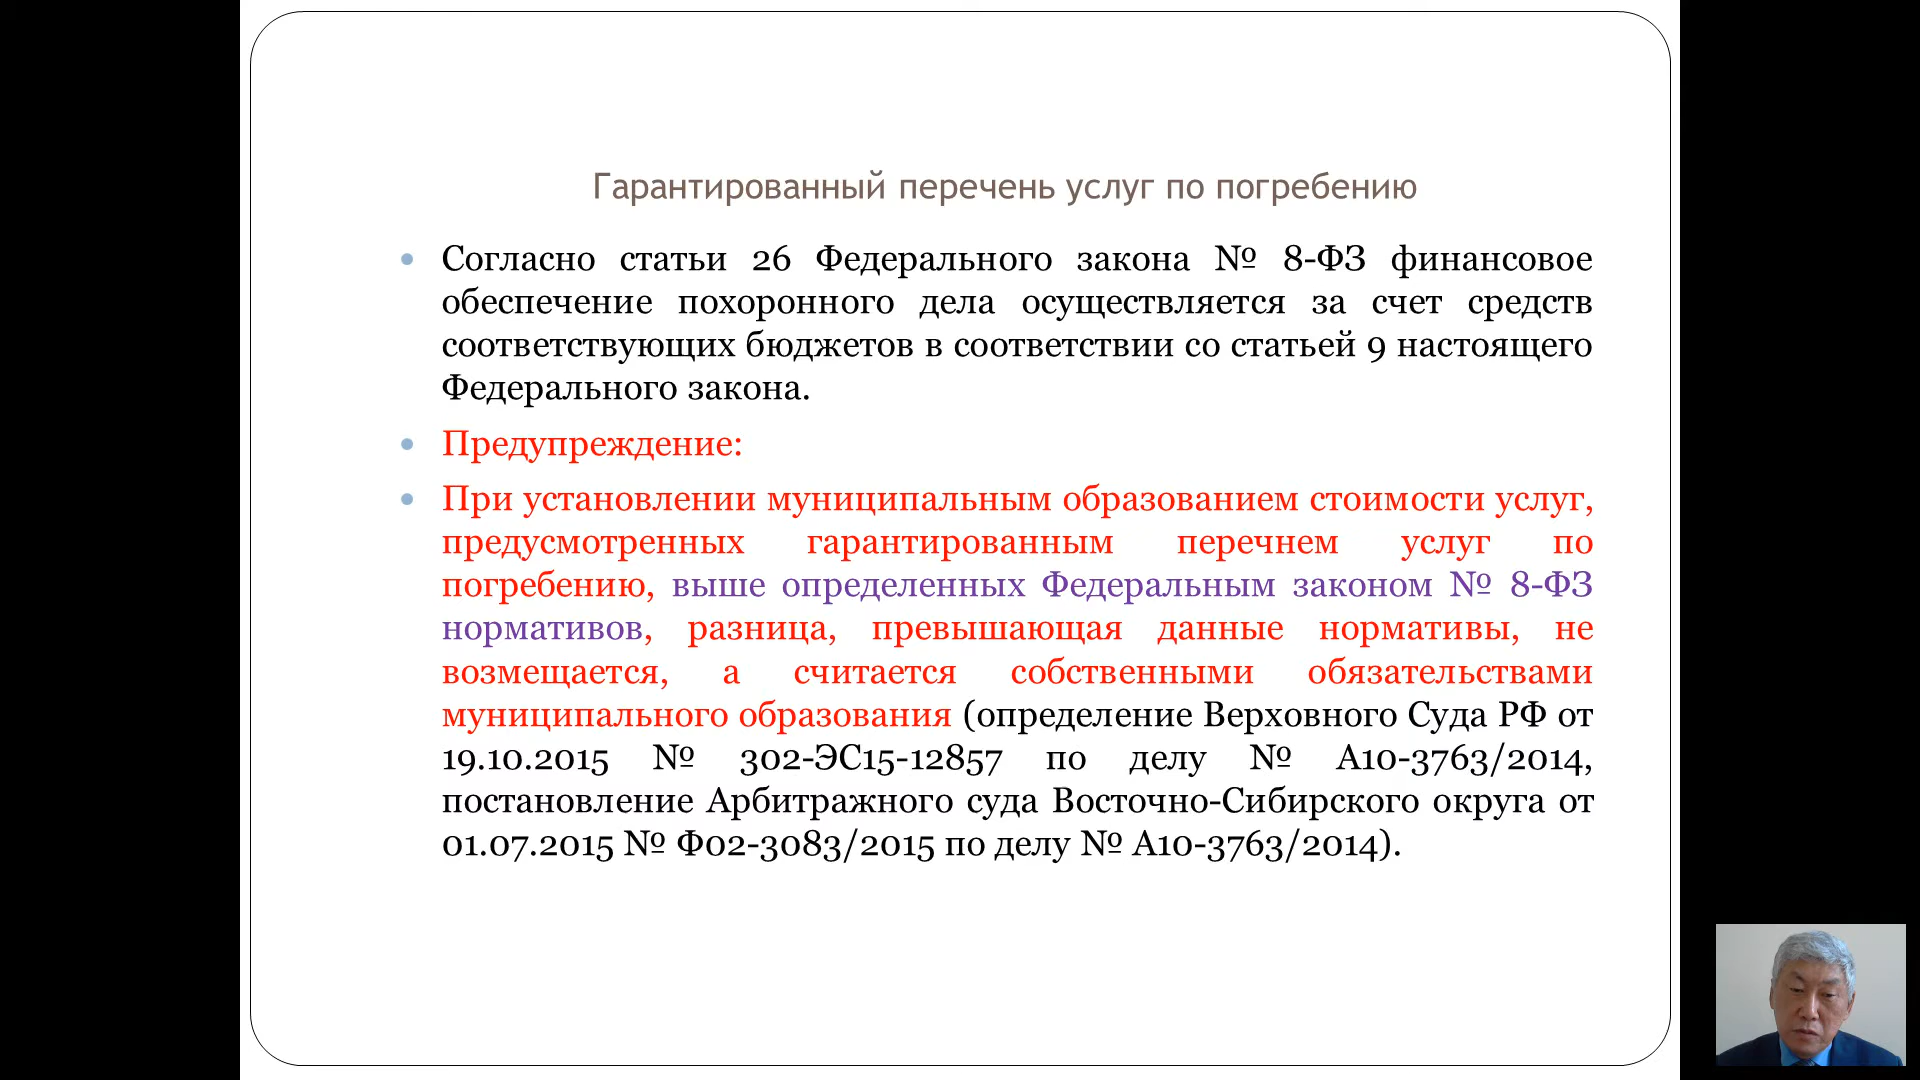 Гарантированный перечень услуг по погребению
Согласно статьи 26 Федерального закона № 8-ФЗ финансовое
обеспечение похоронного дела осуществляется за счет средств
соответствующих бюджетов в соответствии со статьей 9 настоящего
Федерального закона.
Предупреждение:
При установлении муниципальным образованием стоимости услуг,
предусмотренных гарантированным перечнем услуг по
погребению, выше определенных Федеральным законом № 8-ФЗ
нормативов, разница, превышающая данные нормативы, не
возмещается, а считается собственными обязательствами
муниципального образования (определение Верховного Суда РФ от
19.10.2015 № 302-ЭС15-12857 по делу № А10-3763/2014,
постановление Арбитражного суда Восточно-Сибирского округа от
01.07.2015 № Ф02-3083/2015 по делу № А10-3763/2014).